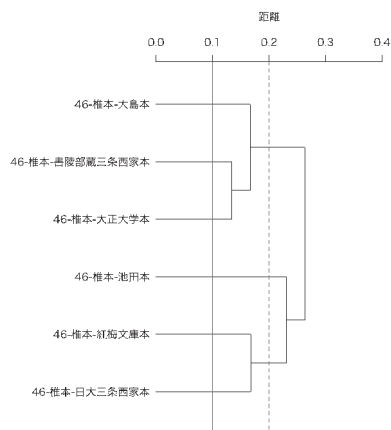 距離
0.0 0.1 0.2 0.3 0.4
46-椎本-大島本
46-椎本-書陵部蔵三条西家本
46-椎本-大正大学本
46-椎本-池田本
46-椎本-紅梅文庫本
46-椎本-日大三条西家本